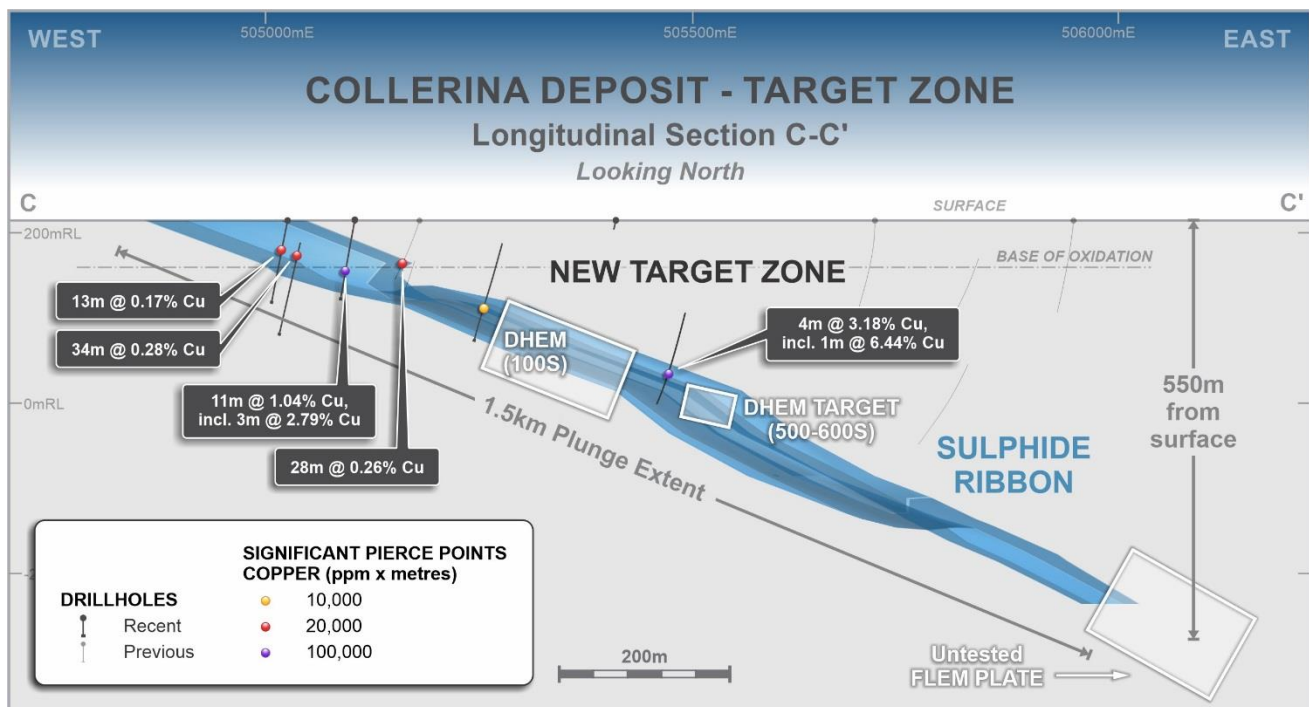 WEST
505000mE
505500mE
506000mE
EAST
COLLERINA DEPOSIT - TARGET ZONE
Longitudinal Section C-C'
Looking North
C
SURFACE
C'
200mRL
BASE OF OXIDATION
NEW TARGET ZONE
13m @ 0.17% Cu
34m @ 0.28% Cu
11m @ 1.04% Cu,
incl. 3m @ 2.79% Cu
28m @ 0.26% Cu
4m @ 3.18% Cu,
incl. 1m @ 6.44% Cu
DHEM
(100S)
0mRL
1.5km Plunge Extent
DHEM TARGET
(500-600S)
550m
from
surface
SULPHIDE
RIBBON
SIGNIFICANT PIERCE POINTS
COPPER (ppm x metres)
DRILLHOLES
Recent
Previous
10,000
20,000
100,000
200m
Untested
FLEM PLATE